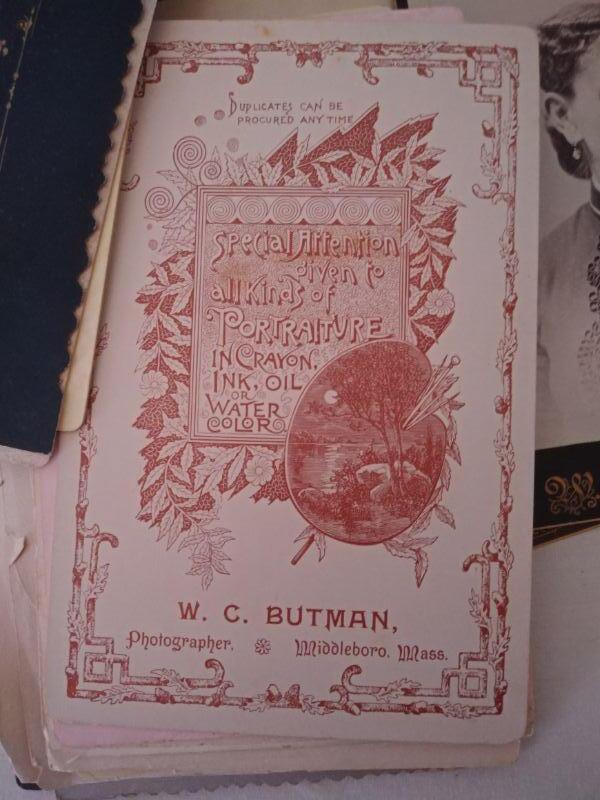 Duplicates can be
procured any time
Special Attention
given to
all kinds of
Portraiture
in Crayon,
Ink, Oil
or
Water
Color
W. C. BUTMAN,
Photographer, Middleboro, Mass.